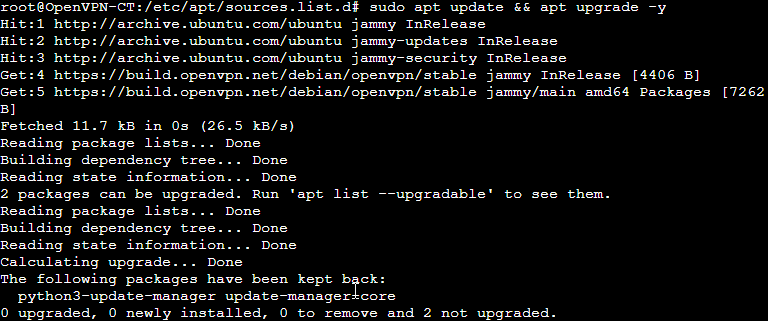 root@OpenVPN-CT:/etc/apt/sources.list.d# sudo apt update && apt upgrade -y
Hit:1 http://archive.ubuntu.com/ubuntu jammy InRelease
Hit:2 http://archive.ubuntu.com/ubuntu jammy-updates InRelease
Hit:3 http://archive.ubuntu.com/ubuntu jammy-security InRelease
Get:4 https://build.openvpn.net/debian/openvpn/stable jammy InRelease [4406 B]
Get:5 https://build.openvpn.net/debian/openvpn/stable jammy/main amd64 Packages [7262
B]
Fetched 11.7 kB in 0s (26.5 kB/s)
Reading package lists... Done
Building dependency tree... Done
Reading state information... Done
2 packages can be upgraded. Run 'apt list --upgradable' to see them.
Reading package lists... Done
Building dependency tree... Done
Reading state information... Done
Calculating upgrade... Done
The following packages have been kept back:
  python3-update-manager update-manager-core
0 upgraded, 0 newly installed, 0 to remove and 2 not upgraded.